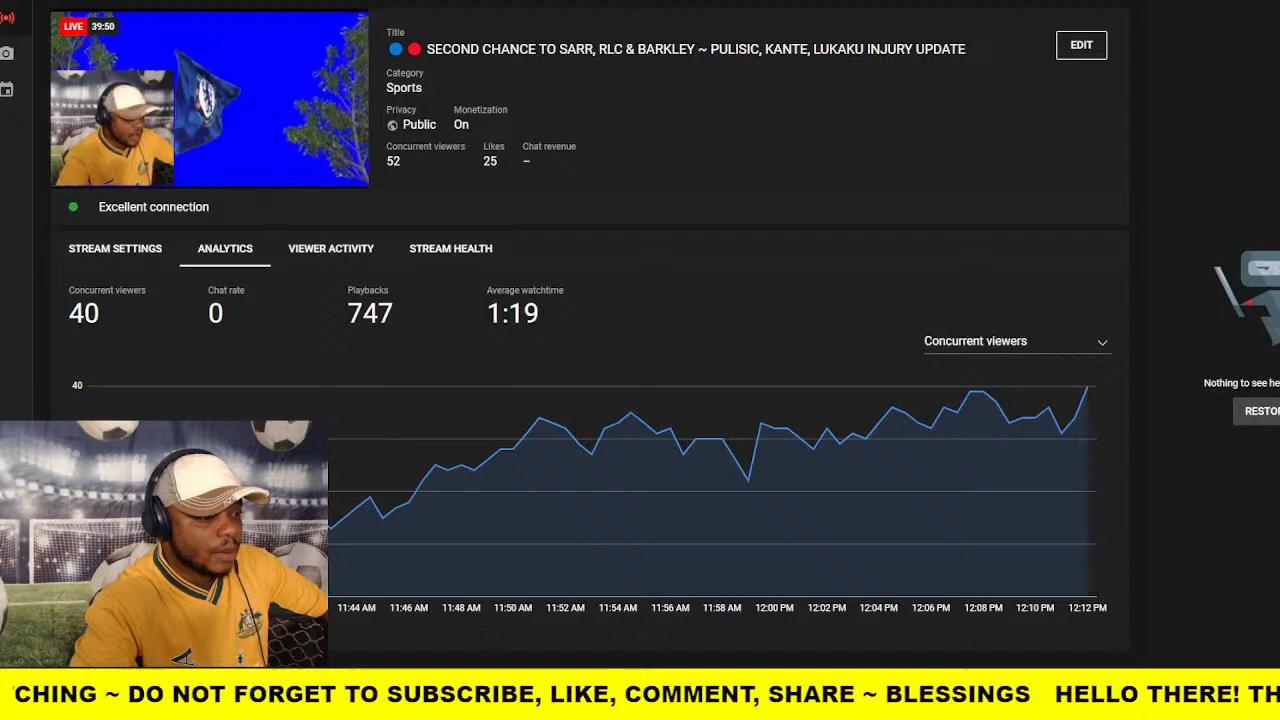 LIVE 39:50
Title
SECOND CHANCE TO SARR, RLC & BARKLEY ~ PULISIC, KANTE, LUKAKU INJURY UPDATE
EDIT
Category
Sports
Privacy Monetization
Public On
Concurrent viewers Likes Chat revenue
52 25 –
Excellent connection
STREAM SETTINGS ANALYTICS VIEWER ACTIVITY STREAM HEALTH
Concurrent viewers Chat rate Playbacks Average watchtime
40 0 747 1:19
Concurrent viewers
40
Nothing to see he
RESTO
11:44 AM 11:46 AM 11:48 AM 11:50 AM 11:52 AM 11:54 AM 11:56 AM 11:58 AM 12:00 PM 12:02 PM 12:04 PM 12:06 PM 12:08 PM 12:10 PM 12:12 PM
CHING ~ DO NOT FORGET TO SUBSCRIBE, LIKE, COMMENT, SHARE ~ BLESSINGS HELLO THERE! TH